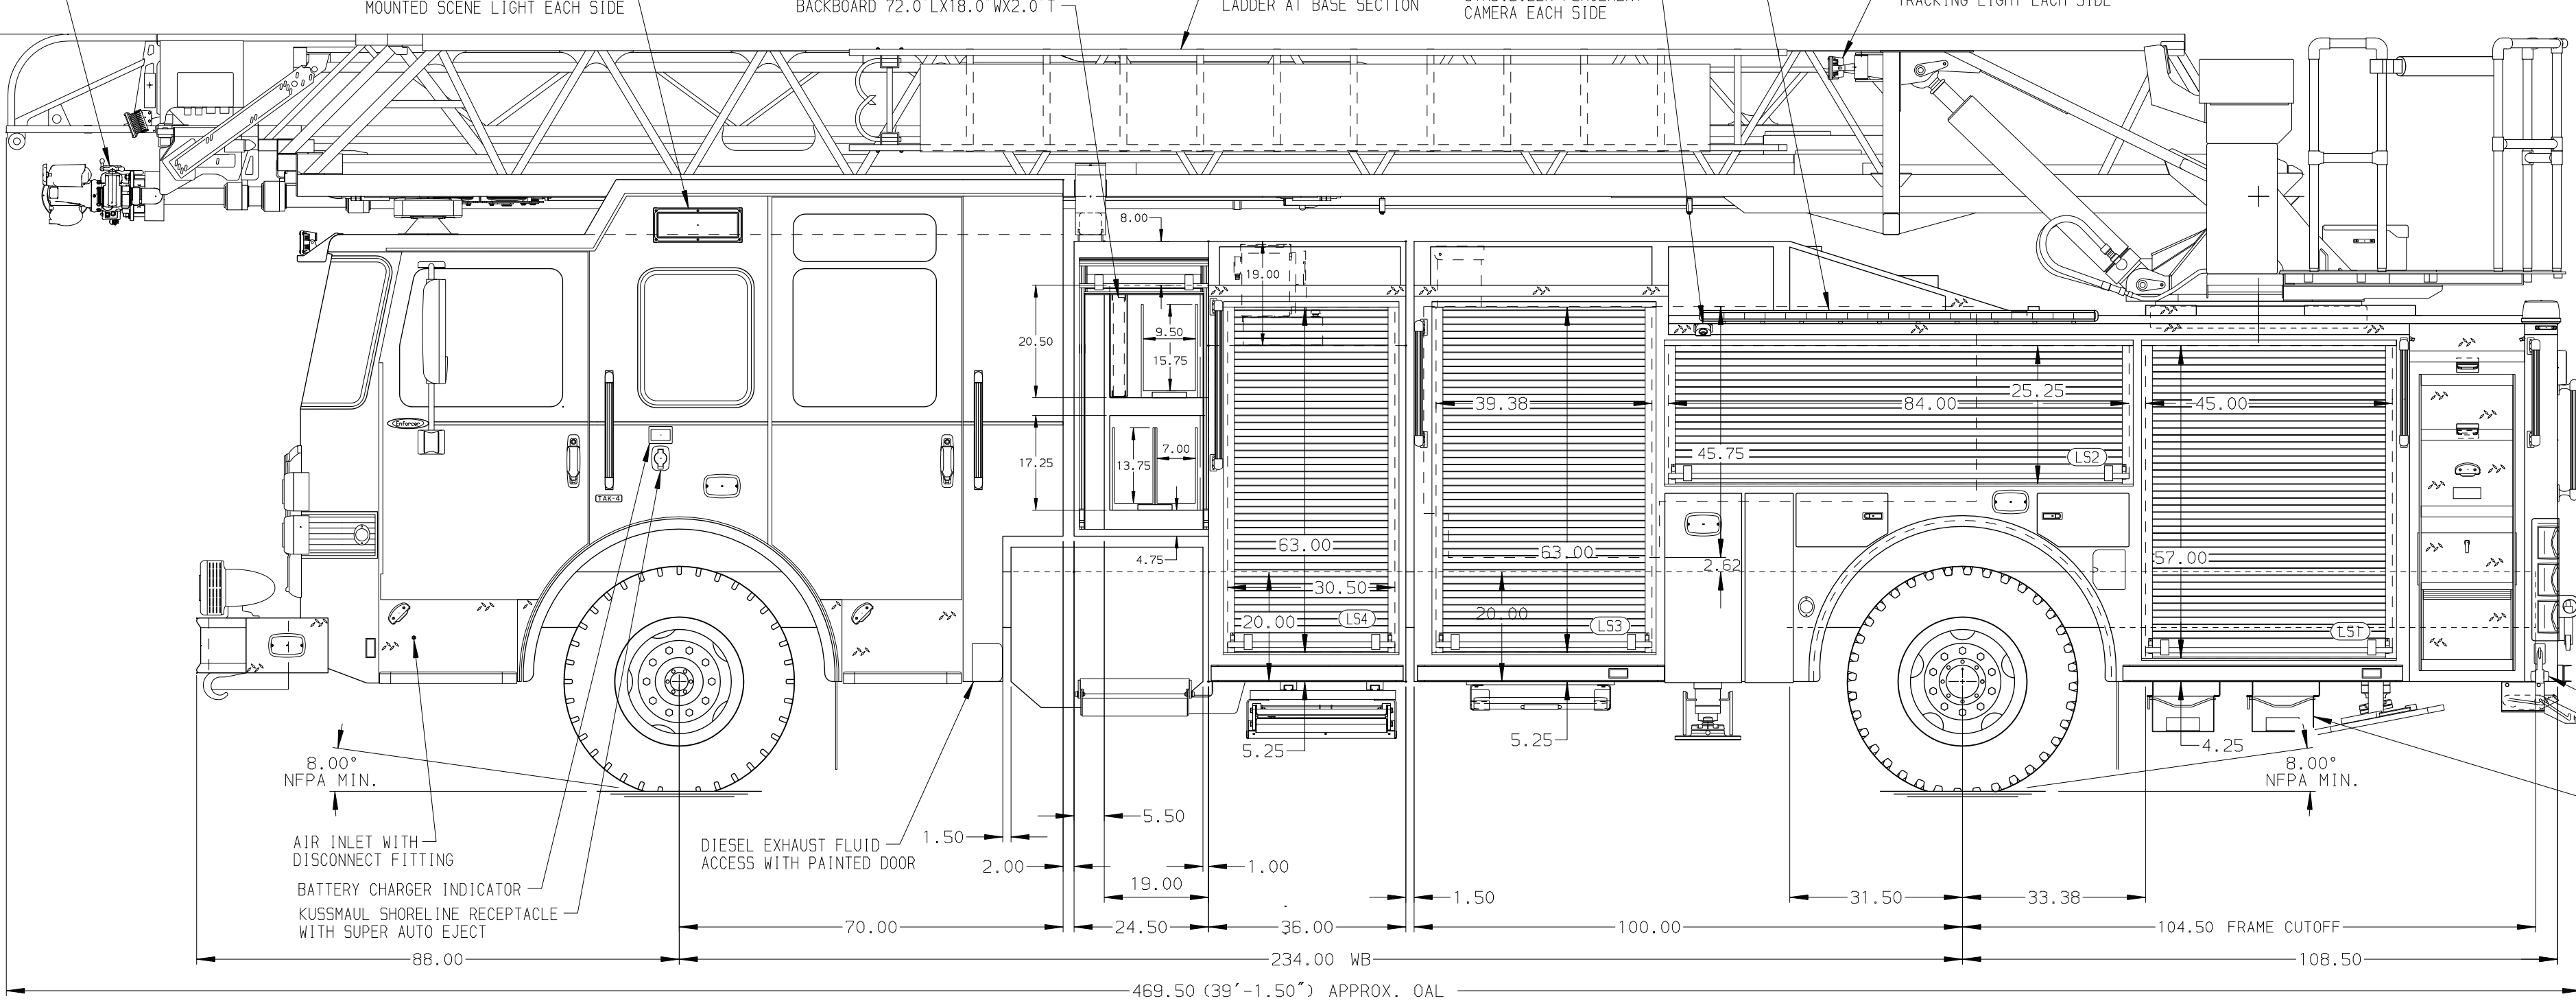 MOUNTED SCENE LIGHT EACH SIDE
BACKBOARD 72.0 LX18.0 WX2.0 T
LADDER AT BASE SECTION
CAMERA EACH SIDE
TRACKING LIGHT EACH SIDE
8.00
19.00
20.50
9.50
15.75
39.38
84.00
25.25
45.00
Enforcer
17.25
13.75
7.00
45.75
LS2
TAK-4
63.00
63.00
57.00
4.75
2.62
30.50
20.00
LS4
20.00
LS3
LS1
5.25
5.25
4.25
8.00°
NFPA MIN.
8.00°
NFPA MIN.
AIR INLET WITH
DISCONNECT FITTING
DIESEL EXHAUST FLUID
ACCESS WITH PAINTED DOOR
1.50
5.50
2.00
1.00
BATTERY CHARGER INDICATOR
19.00
KUSSMAUL SHORELINE RECEPTACLE
WITH SUPER AUTO EJECT
1.50
31.50
33.38
70.00
24.50
36.00
100.00
104.50 FRAME CUTOFF
88.00
234.00 WB
108.50
469.50 (39'-1.50") APPROX. OAL